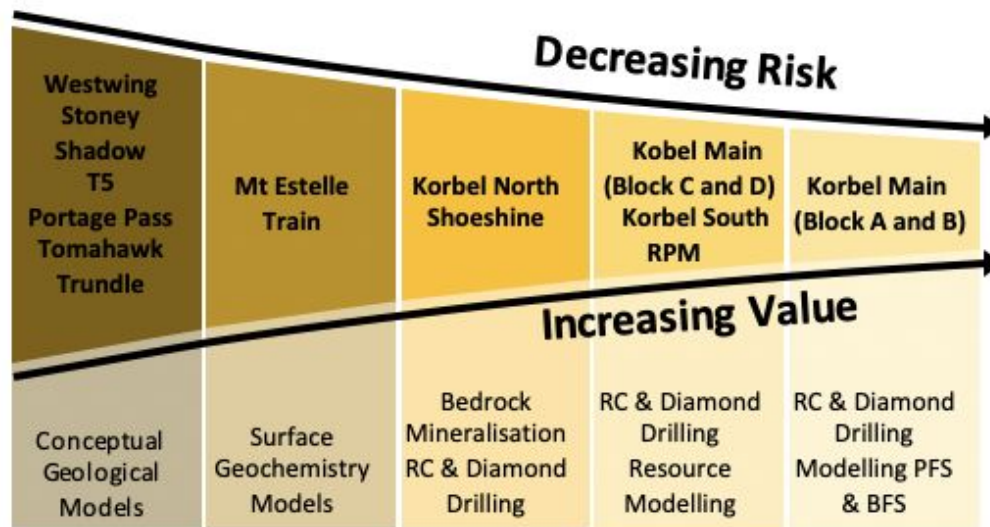 Decreasing Risk
Westwing
Stoney
Shadow
T5
Portage Pass
Tomahawk
Trundle
Mt Estelle
Train
Korbel North
Shoeshine
Kobel Main
(Block C and D)
Korbel South
RPM
Korbel Main
(Block A and B)
Increasing Value
Conceptual
Geological
Models
Surface
Geochemistry
Models
Bedrock
Mineralisation
RC & Diamond
Drilling
RC & Diamond
Drilling
Resource
Modelling
RC & Diamond
Drilling
Modelling PFS
& BFS